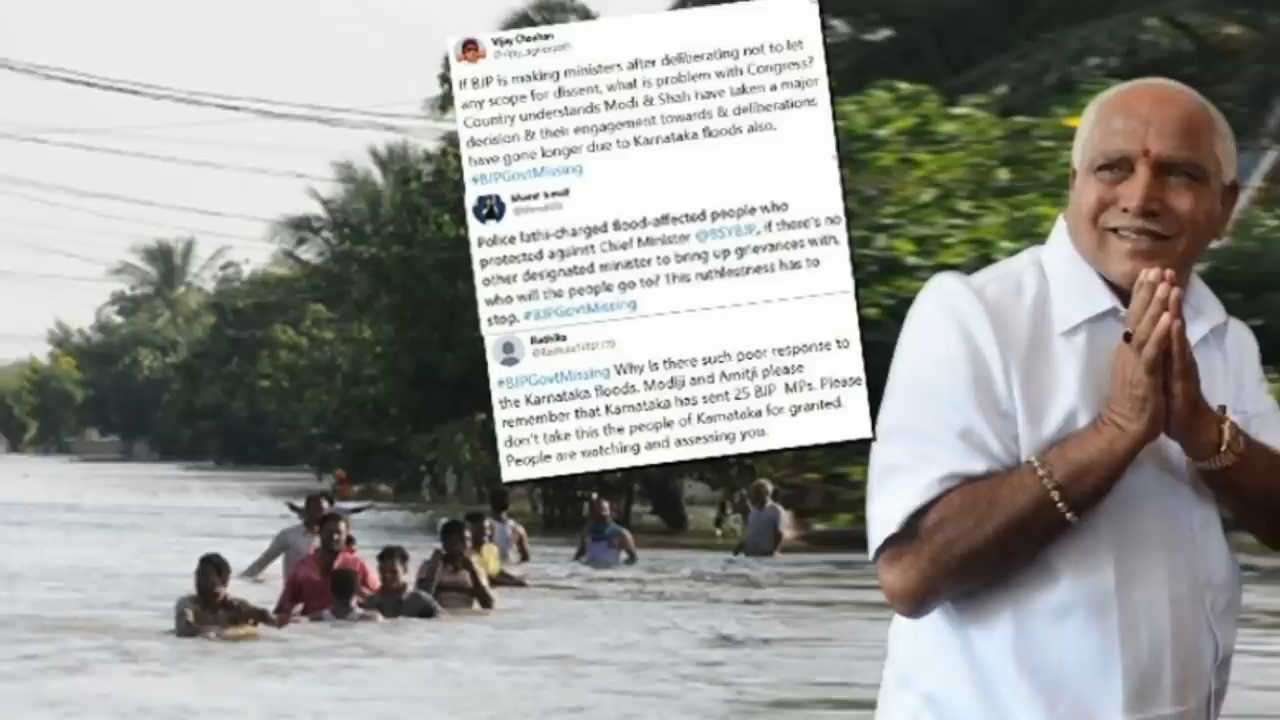 Vijay Chauhan
If BJP is making ministers after deliberating not to let
any scope for dissent, what is problem with Congress?
Country understands Modi & Shah have taken a major
decision & their engagement towards & deliberations
have gone longer due to Karnataka floods also.
#BJPGovtMissing
Police lathi-charged flood-affected people who
protested against Chief Minister @BSYBJP, if there's no
other designated minister to bring up grievances with,
who will the people go to? This ruthlessness has to
stop. #BJPGovtMissing
Radhika
#BJPGovtMissing Why is there such poor response to
the Karnataka floods. Modiji and Amitji please
remember that Karnataka has sent 25 BJP MPs. Please
don't take this the people of Karnataka for granted.
People are watching and assessing you.